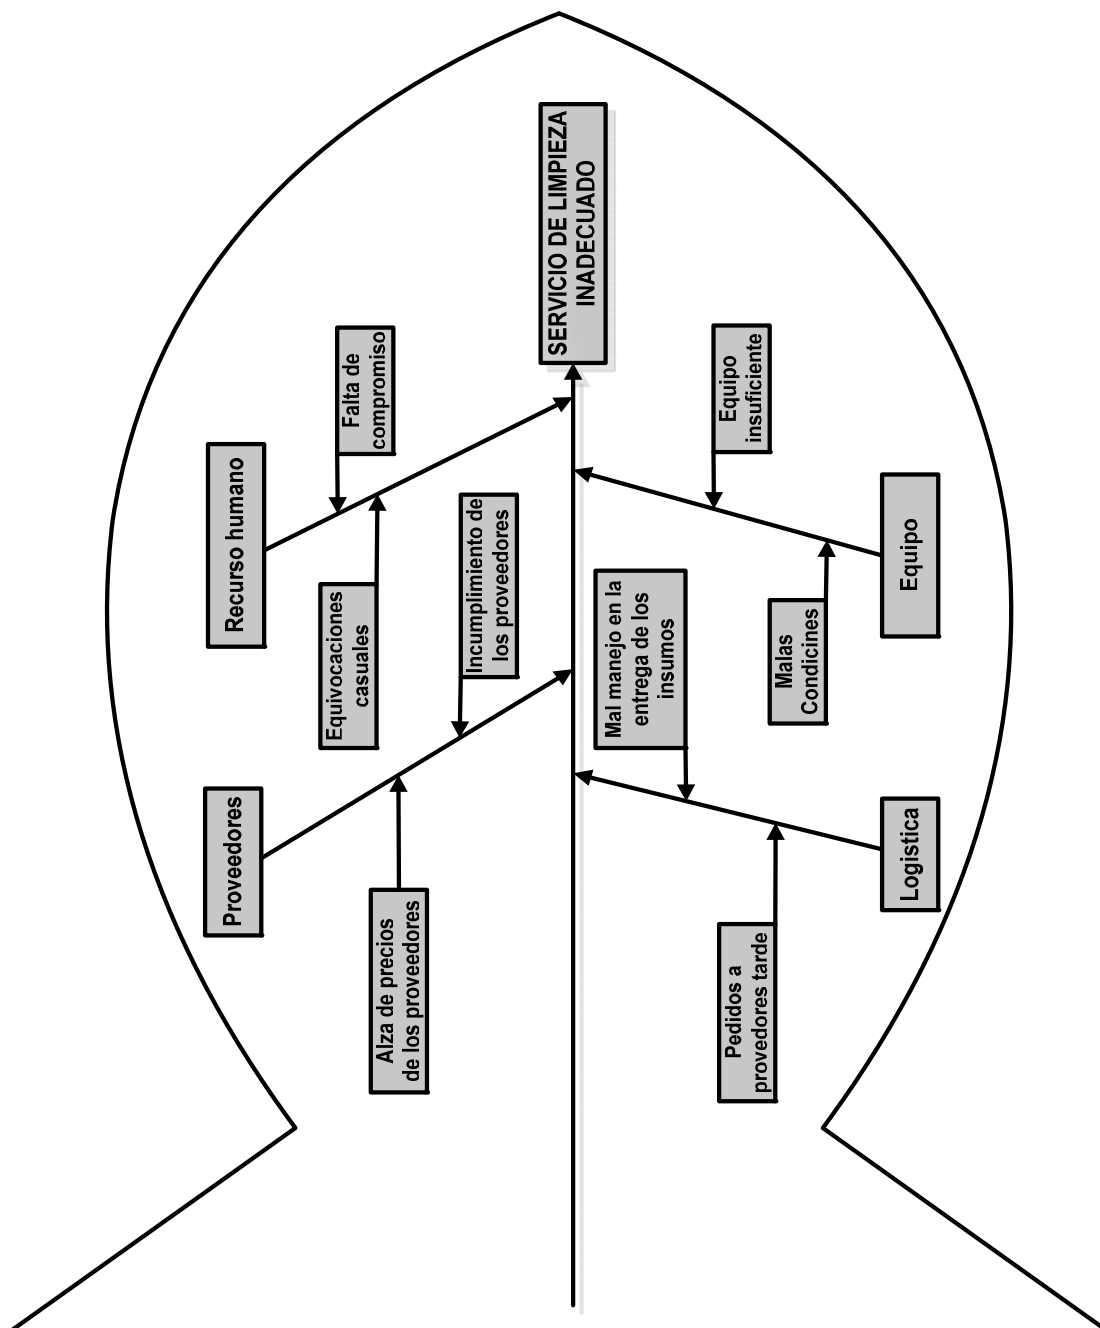 Proveedores
Recurso humano
Equivocaciones
casuales
Falta de
compromiso
Alza de precios
de los proveedores
Incumplimiento de
los proveedores
SERVICIO DE LIMPIEZA
INADECUADO
Mal manejo en la
entrega de los
insumos
Equipo
insuficiente
Pedidos a
provedores tarde
Malas
Condicines
Logistica
Equipo